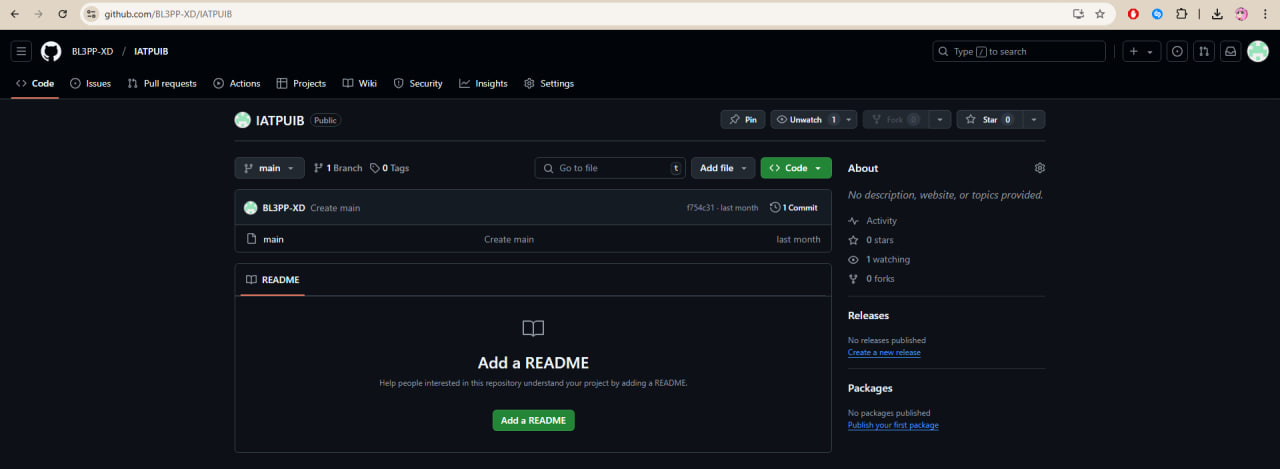 github.com/BL3PP-XD/IATPUIB
BL3PP-XD / IATPUIB
Type / to search
Code Issues Pull requests Actions Projects Wiki Security Insights Settings
IATPUIB Public
Pin Unwatch 1 Fork 0 Star 0
main 1 Branch 0 Tags Go to file t Add file Code
BL3PP-XD Create main f754c31 · last month 1 Commit
main Create main last month
README
Add a README
Help people interested in this repository understand your project by adding a README.
Add a README
About
No description, website, or topics provided.
Activity
0 stars
1 watching
0 forks
Releases
No releases published
Create a new release
Packages
No packages published
Publish your first package